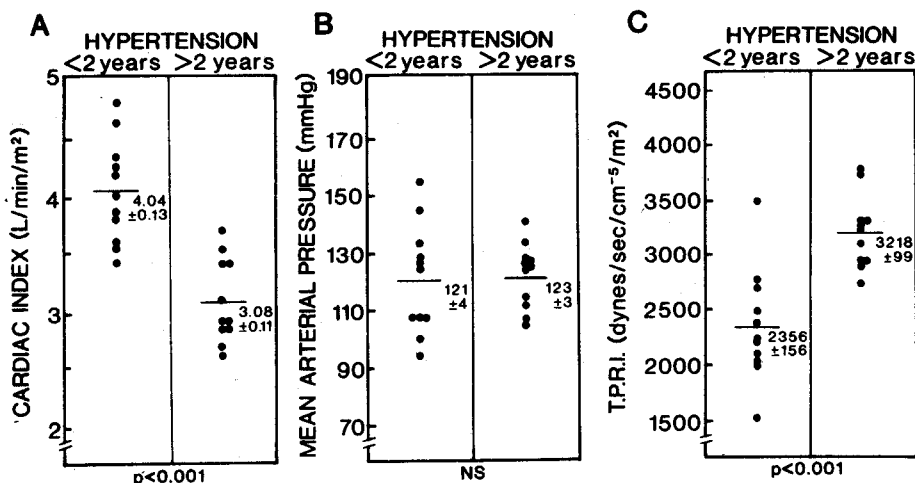 A
HYPERTENSION
<2 years >2 years
CARDIAC INDEX (L/min/m²)
5
4
3
2
4.04
±0.13
3.08
±0.11
p<0.001
B
HYPERTENSION
<2 years >2 years
MEAN ARTERIAL PRESSURE (mmHg)
190
170
150
130
110
90
70
121
±4
123
±3
NS
C
HYPERTENSION
<2 years >2 years
T.P.R.I. (dynes/sec/cm⁻⁵/m²)
4500
4000
3500
3000
2500
2000
1500
2356
±156
3218
±99
p<0.001